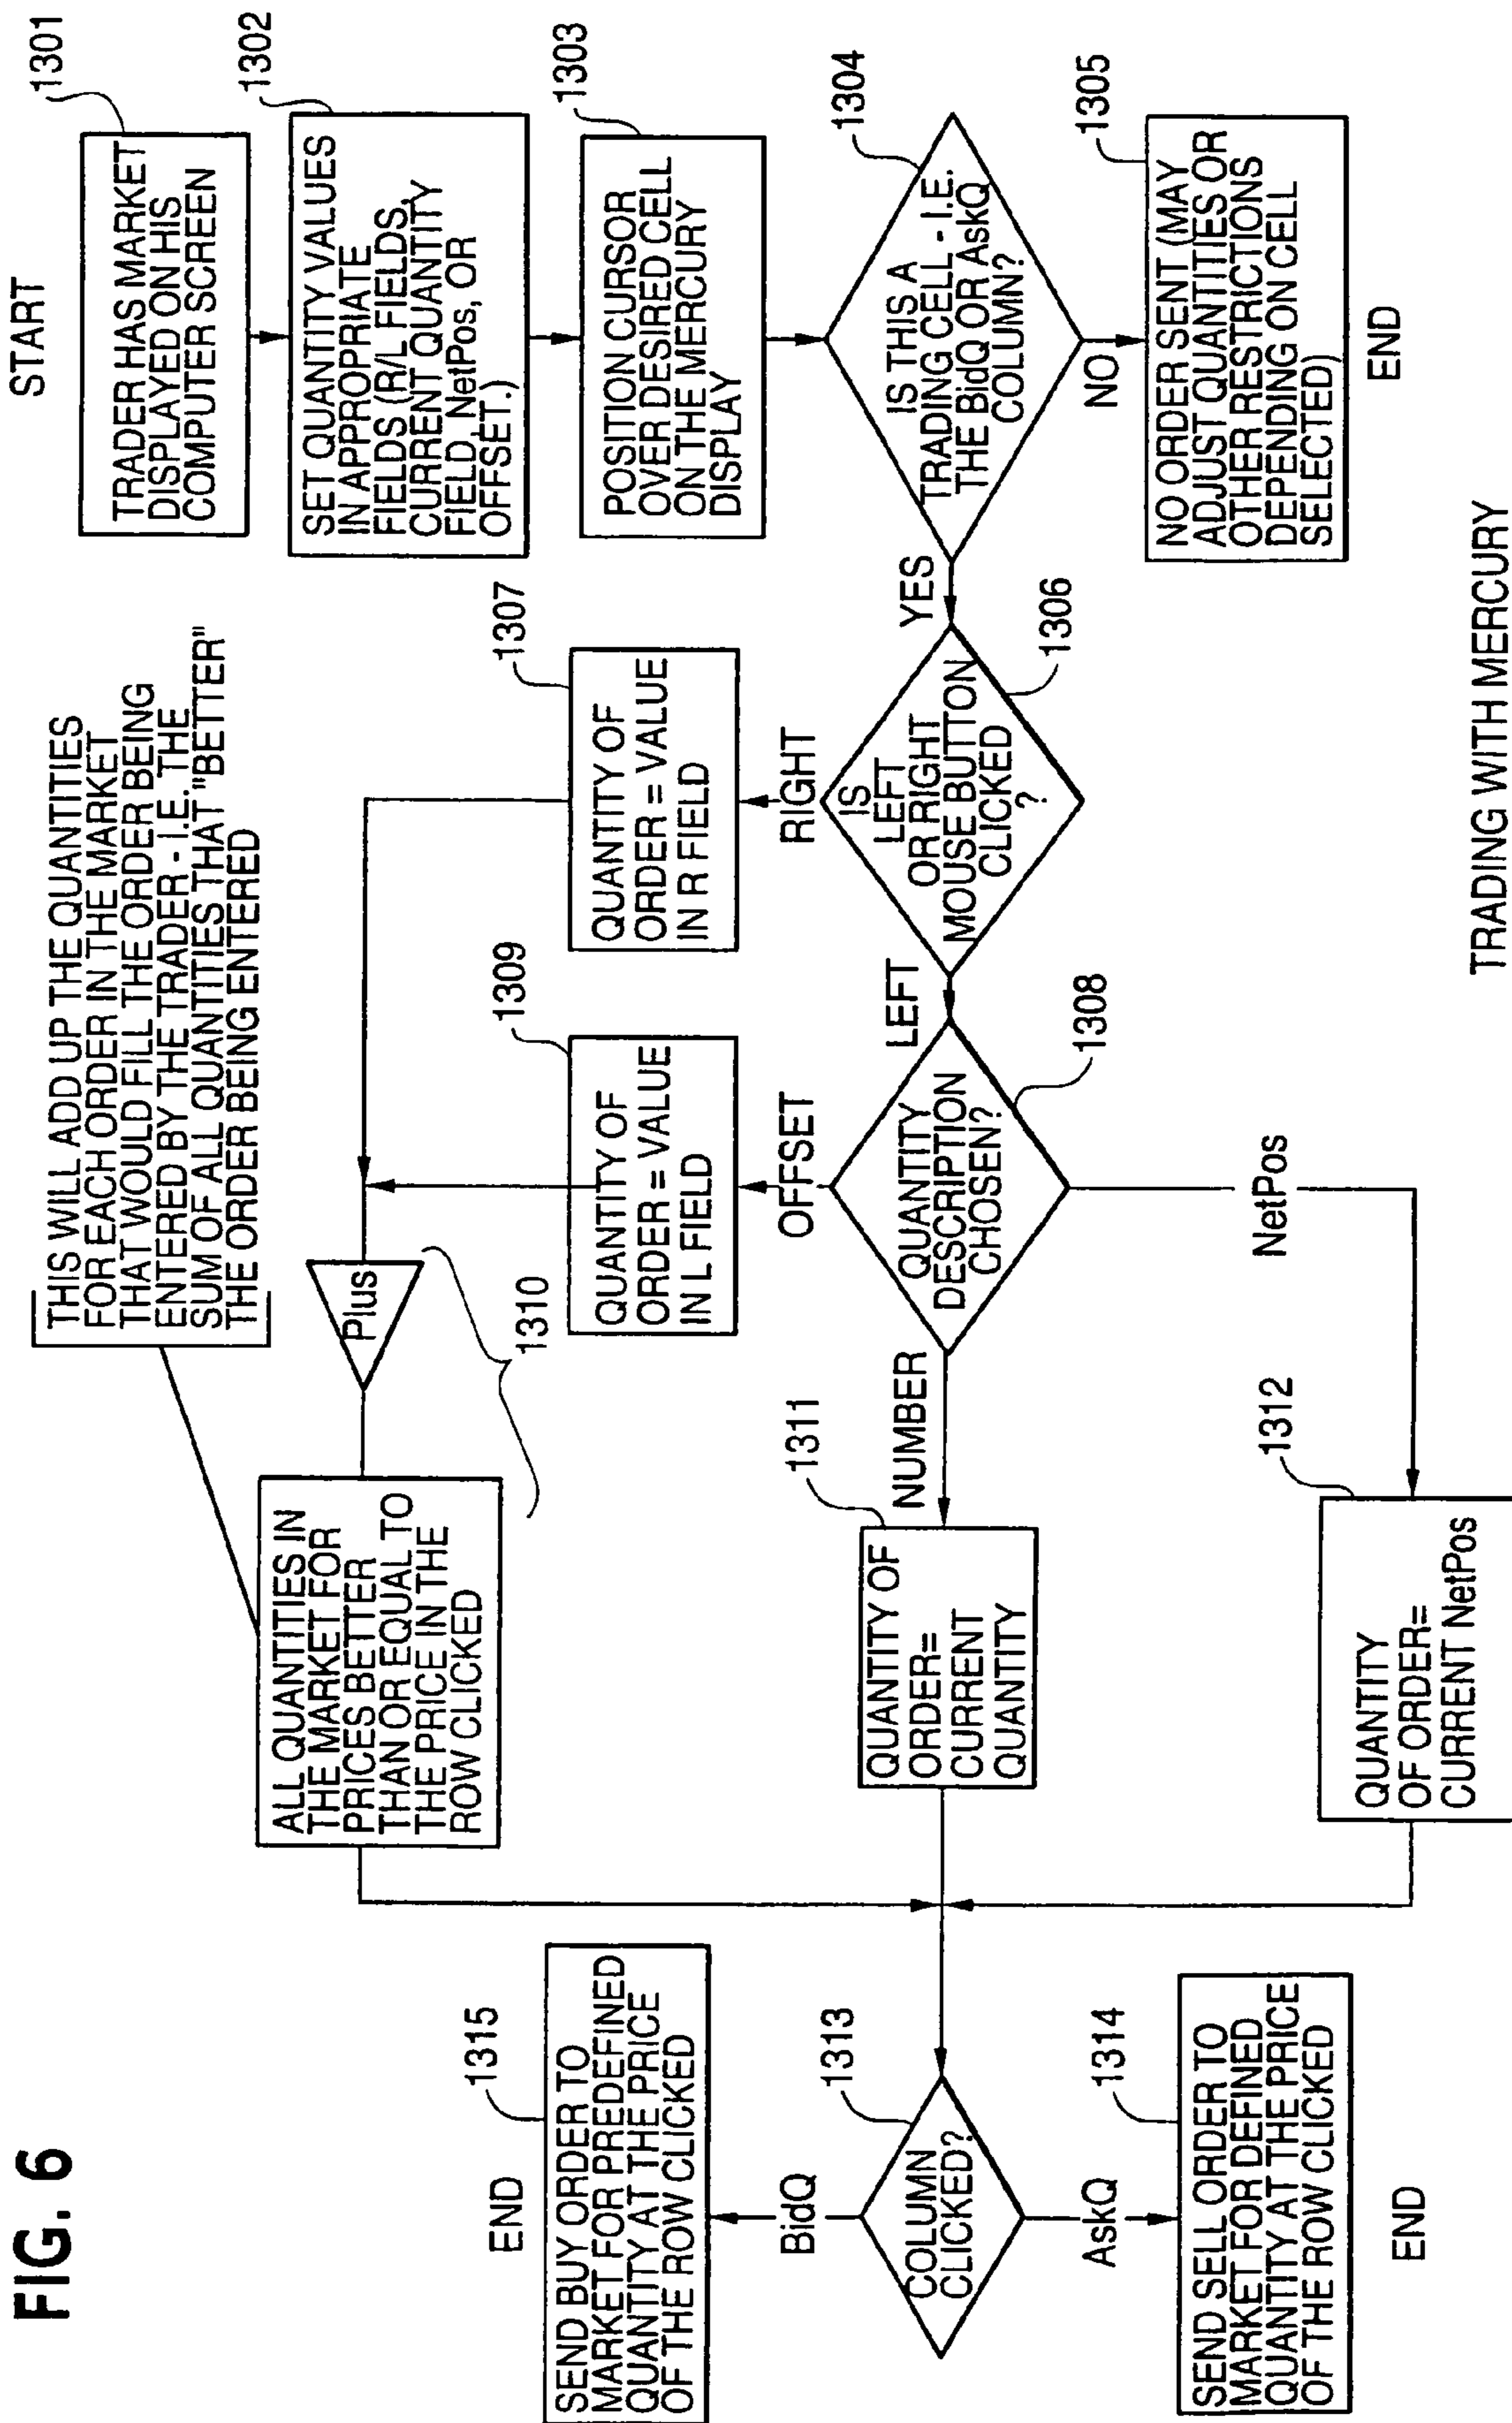 FIG. 6
START
1301
TRADER HAS MARKET
DISPLAYED ON HIS
COMPUTER SCREEN
1302
SET QUANTITY VALUES
IN APPROPRIATE
FIELDS (R/L FIELDS,
CURRENT QUANTITY
FIELD, NetPos, OR
OFFSET.)
1303
POSITION CURSOR
OVER DESIRED CELL
ON THE MERCURY
DISPLAY
1304
IS THIS A
TRADING CELL - I.E.
THE BidQ OR AskQ
COLUMN?
NO
1305
NO ORDER SENT (MAY
ADJUST QUANTITIES OR
OTHER RESTRICTIONS
DEPENDING ON CELL
SELECTED)
END
YES
1306
IS
LEFT
OR RIGHT
MOUSE BUTTON
CLICKED
?
RIGHT
1307
QUANTITY OF
ORDER = VALUE
IN R FIELD
LEFT
1308
QUANTITY
DESCRIPTION
CHOSEN?
OFFSET
1309
QUANTITY OF
ORDER = VALUE
IN L FIELD
Plus
1310
THIS WILL ADD UP THE QUANTITIES
FOR EACH ORDER IN THE MARKET
THAT WOULD FILL THE ORDER BEING
ENTERED BY THE TRADER - I.E. THE
SUM OF ALL QUANTITIES THAT "BETTER"
THE ORDER BEING ENTERED
ALL QUANTITIES IN
THE MARKET FOR
PRICES BETTER
THAN OR EQUAL TO
THE PRICE IN THE
ROW CLICKED
NUMBER
1311
QUANTITY OF
ORDER=
CURRENT
QUANTITY
NetPos
1312
QUANTITY
OF ORDER=
CURRENT NetPos
1313
COLUMN
CLICKED?
BidQ
1315
SEND BUY ORDER TO
MARKET FOR PREDEFINED
QUANTITY AT THE PRICE
OF THE ROW CLICKED
END
AskQ
1314
SEND SELL ORDER TO
MARKET FOR DEFINED
QUANTITY AT THE PRICE
OF THE ROW CLICKED
END
TRADING WITH MERCURY